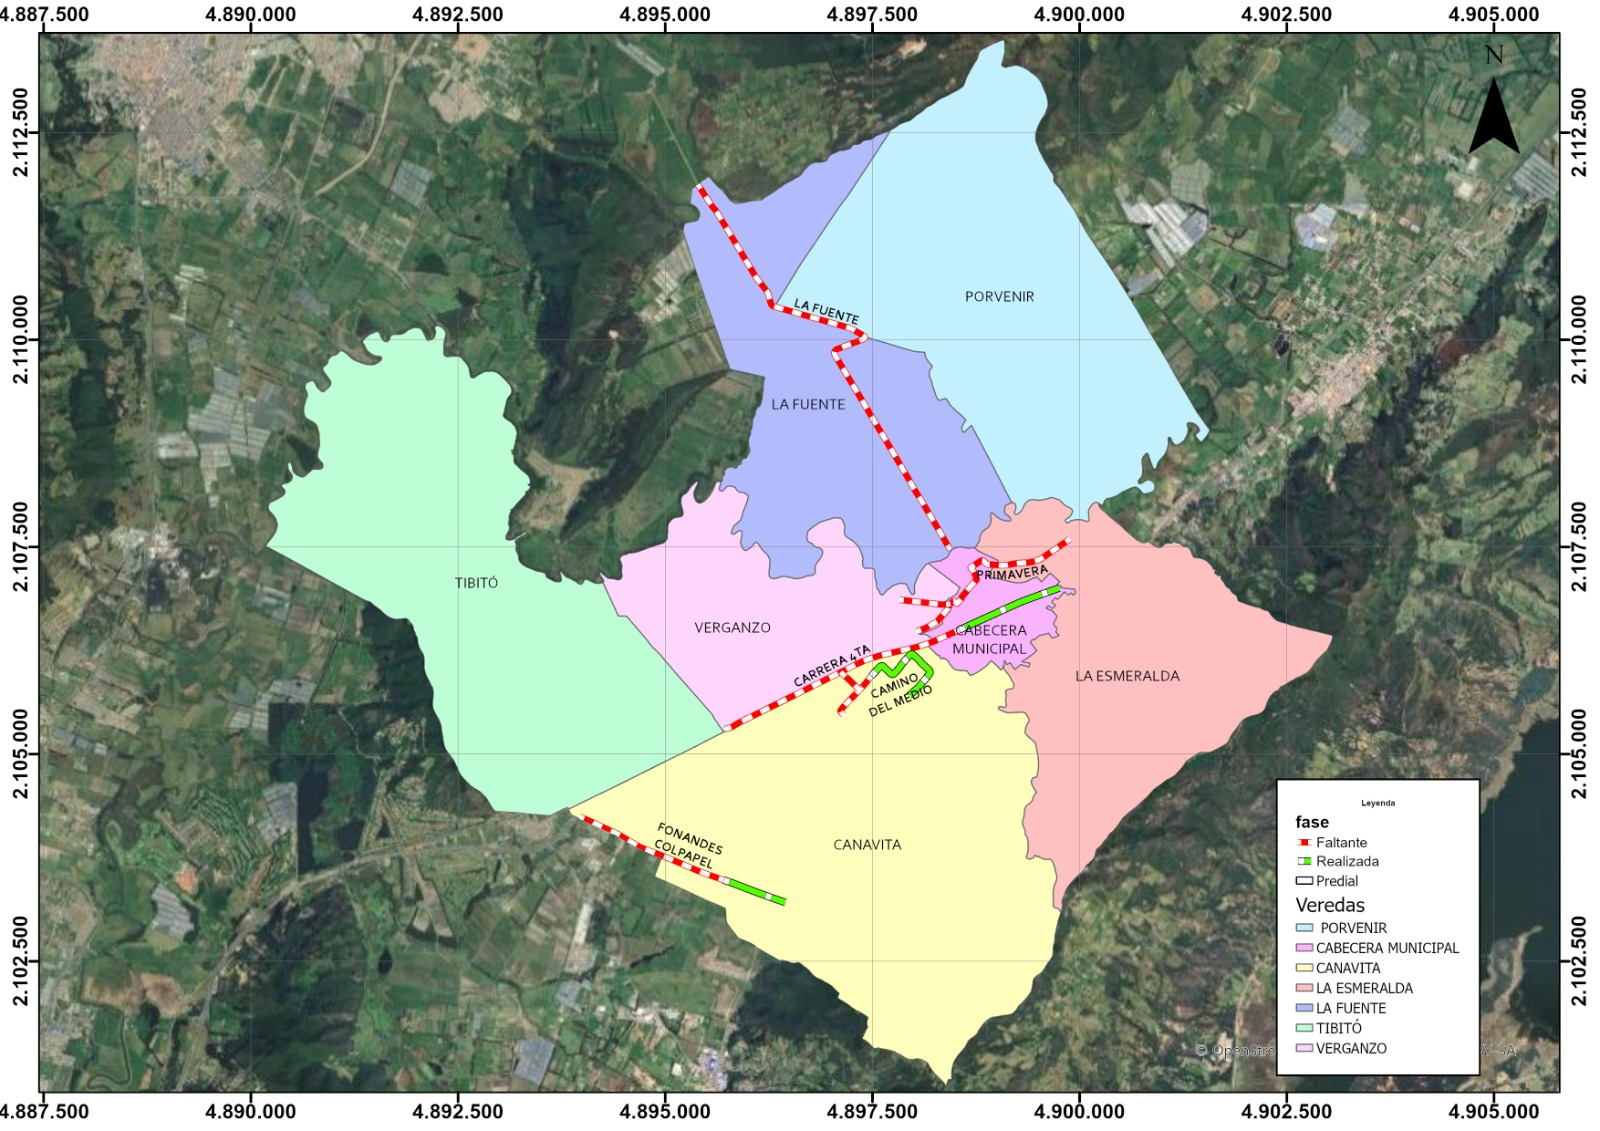 4.887.500 4.890.000 4.892.500 4.895.000 4.897.500 4.900.000 4.902.500 4.905.000
N
2.112.500 2.112.500
PORVENIR
LA FUENTE
2.110.000 2.110.000
LA FUENTE
2.107.500 2.107.500
PRIMAVERA
TIBITÓ
VERGANZO
CABECERA
MUNICIPAL
CARRERA 4TA
LA ESMERALDA
CAMINO
DEL MEDIO
2.105.000 2.105.000
FONANDES
COLPAPEL
CANAVITA
2.102.500 2.102.500
Leyenda
fase
Faltante
Realizada
Predial
Veredas
PORVENIR
CABECERA MUNICIPAL
CANAVITA
LA ESMERALDA
LA FUENTE
TIBITÓ
VERGANZO
© OpenStre
Y-SA
4.887.500 4.890.000 4.892.500 4.895.000 4.897.500 4.900.000 4.902.500 4.905.000